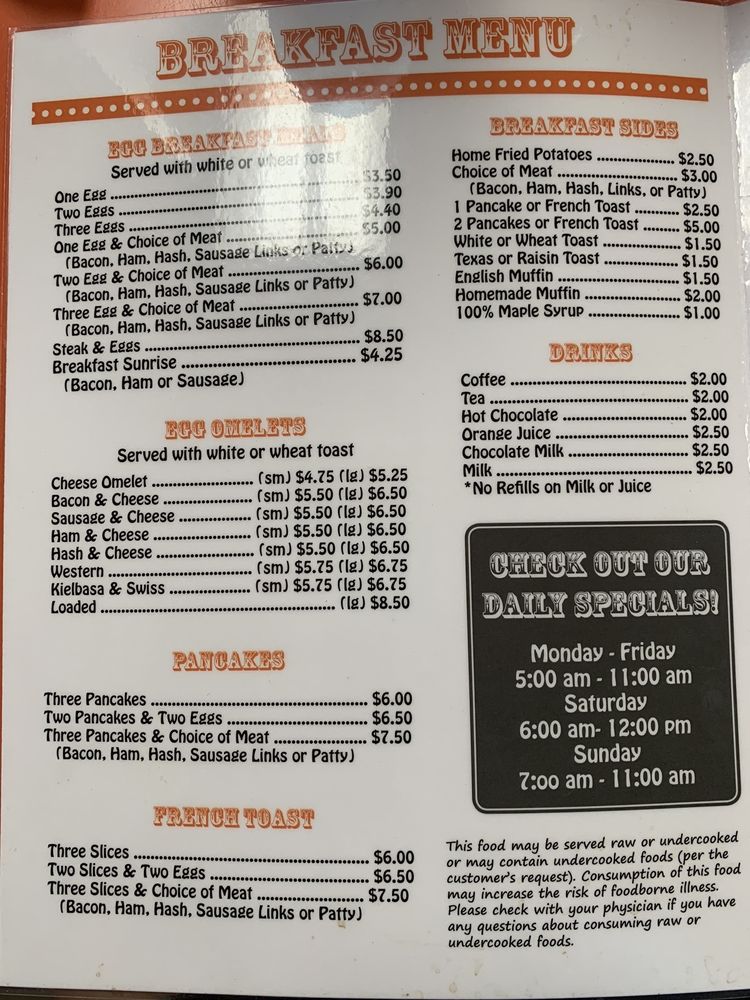 BREAKFAST MENU
EGG BREAKFAST MEALS
Served with white or wheat toast
One Egg ........ $3.50
Two Eggs ........ $3.90
Three Eggs ........ $4.40
One Egg & Choice of Meat ........ $5.00
(Bacon, Ham, Hash, Sausage Links or Patty)
Two Egg & Choice of Meat ........ $6.00
(Bacon, Ham, Hash, Sausage Links or Patty)
Three Egg & Choice of Meat ........ $7.00
(Bacon, Ham, Hash, Sausage Links or Patty)
Steak & Eggs ........ $8.50
Breakfast Sunrise ........ $4.25
(Bacon, Ham or Sausage)
EGG OMELETS
Served with white or wheat toast
Cheese Omelet ........ (sm) $4.75 (lg) $5.25
Bacon & Cheese ........ (sm) $5.50 (lg) $6.50
Sausage & Cheese ........ (sm) $5.50 (lg) $6.50
Ham & Cheese ........ (sm) $5.50 (lg) $6.50
Hash & Cheese ........ (sm) $5.50 (lg) $6.50
Western ........ (sm) $5.75 (lg) $6.75
Kielbasa & Swiss ........ (sm) $5.75 (lg) $6.75
Loaded ........ (lg) $8.50
PANCAKES
Three Pancakes ........ $6.00
Two Pancakes & Two Eggs ........ $6.50
Three Pancakes & Choice of Meat ........ $7.50
(Bacon, Ham, Hash, Sausage Links or Patty)
FRENCH TOAST
Three Slices ........ $6.00
Two Slices & Two Eggs ........ $6.50
Three Slices & Choice of Meat ........ $7.50
(Bacon, Ham, Hash, Sausage Links or Patty)
BREAKFAST SIDES
Home Fried Potatoes ........ $2.50
Choice of Meat ........ $3.00
(Bacon, Ham, Hash, Links, or Patty)
1 Pancake or French Toast ........ $2.50
2 Pancakes or French Toast ........ $5.00
White or Wheat Toast ........ $1.50
Texas or Raisin Toast ........ $1.50
English Muffin ........ $1.50
Homemade Muffin ........ $2.00
100% Maple Syrup ........ $1.00
DRINKS
Coffee ........ $2.00
Tea ........ $2.00
Hot Chocolate ........ $2.00
Orange Juice ........ $2.50
Chocolate Milk ........ $2.50
Milk ........ $2.50
*No Refills on Milk or Juice
CHECK OUT OUR
DAILY SPECIALS!
Monday - Friday
5:00 am - 11:00 am
Saturday
6:00 am- 12:00 pm
Sunday
7:oo am - 11:00 am
This food may be served raw or undercooked
or may contain undercooked foods (per the
customer's request). Consumption of this food
may increase the risk of foodborne illness.
Please check with your physician if you have
any questions about consuming raw or
undercooked foods.